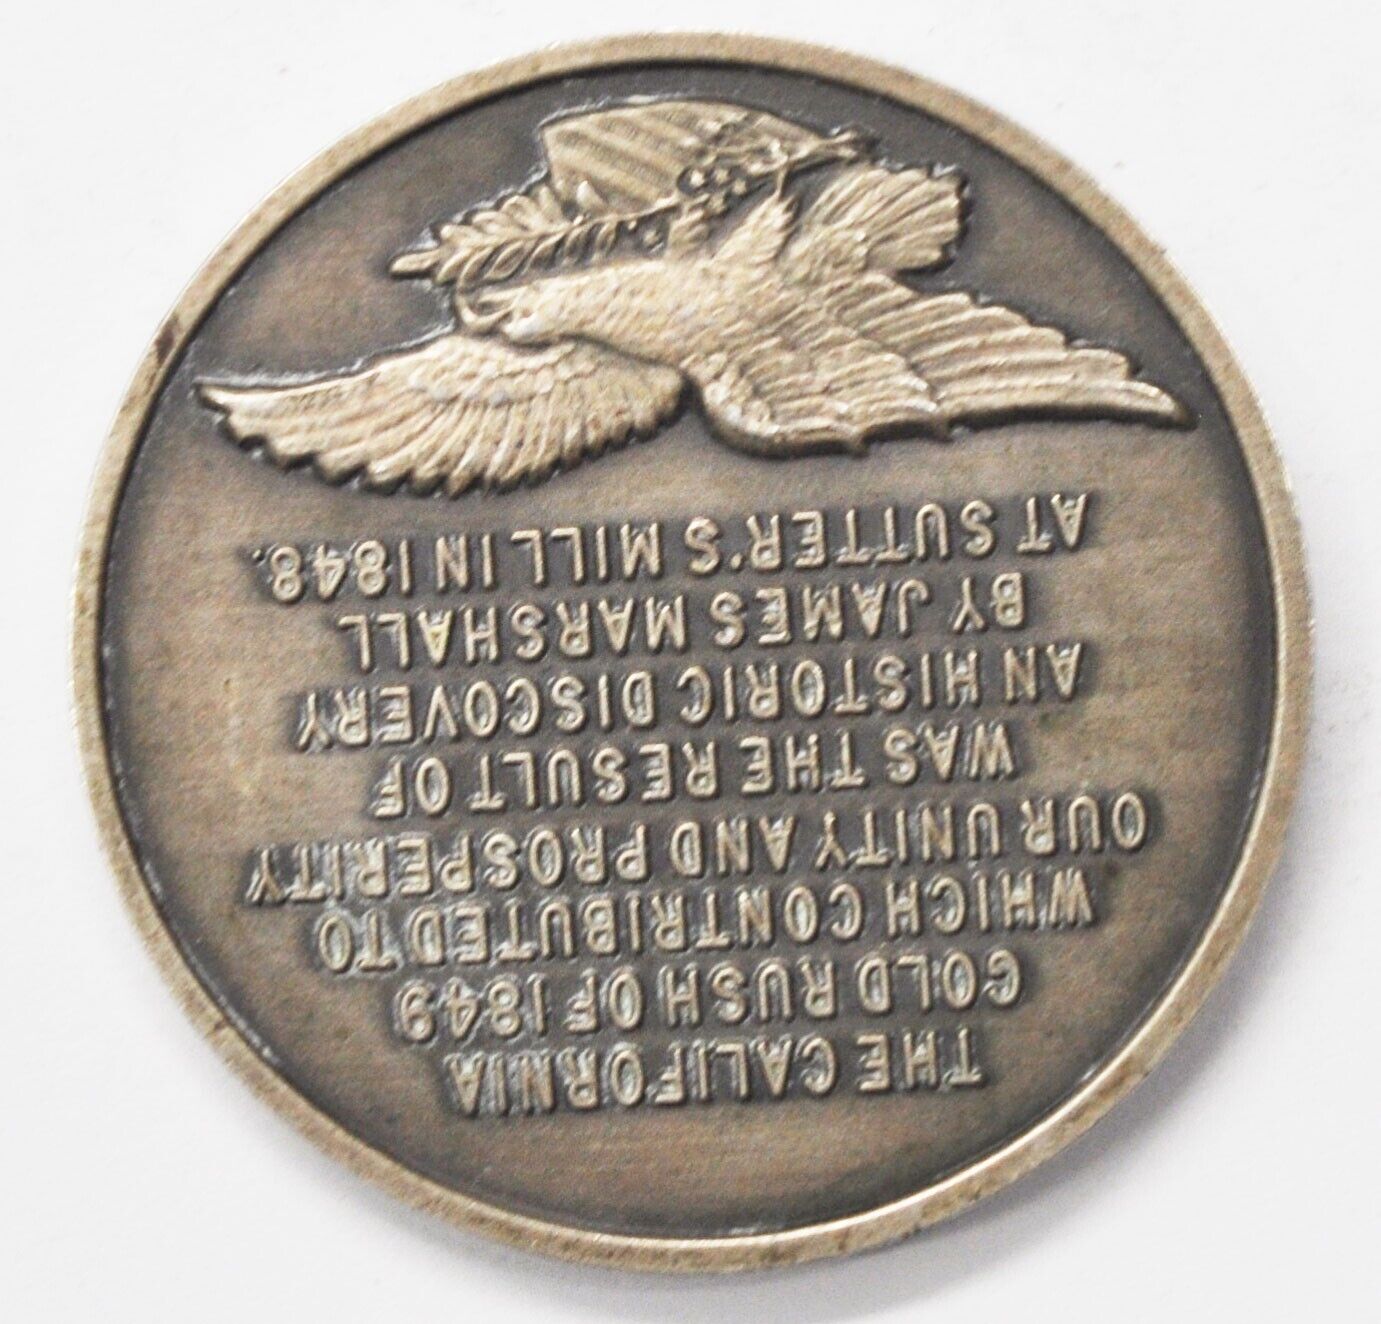 THE CALIFORNIA
GOLD RUSH OF 1849
WHICH CONTRIBUTED TO
OUR UNITY AND PROSPERITY
WAS THE RESULT OF
AN HISTORIC DISCOVERY
BY JAMES MARSHALL
AT SUTTER'S MILL IN 1848.